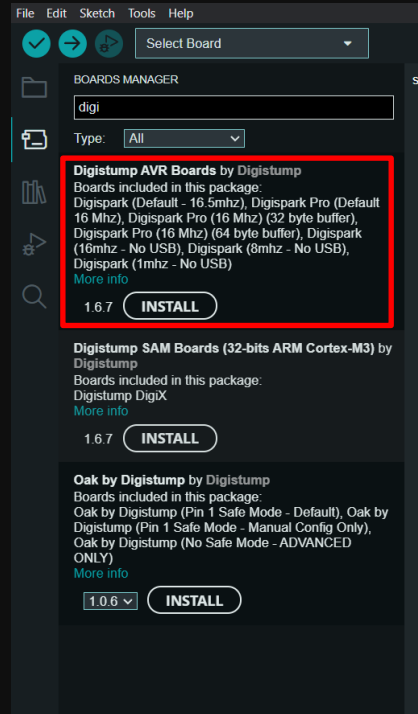 File Edit Sketch Tools Help
Select Board
BOARDS MANAGER
digi
Type: All
Digistump AVR Boards by Digistump
Boards included in this package:
Digispark (Default - 16.5mhz), Digispark Pro (Default
16 Mhz), Digispark Pro (16 Mhz) (32 byte buffer),
Digispark Pro (16 Mhz) (64 byte buffer), Digispark
(16mhz - No USB), Digispark (8mhz - No USB),
Digispark (1mhz - No USB)
More info
1.6.7 INSTALL
Digistump SAM Boards (32-bits ARM Cortex-M3) by
Digistump
Boards included in this package:
Digistump DigiX
More info
1.6.7 INSTALL
Oak by Digistump by Digistump
Boards included in this package:
Oak by Digistump (Pin 1 Safe Mode - Default), Oak by
Digistump (Pin 1 Safe Mode - Manual Config Only),
Oak by Digistump (No Safe Mode - ADVANCED
ONLY)
More info
1.0.6 INSTALL